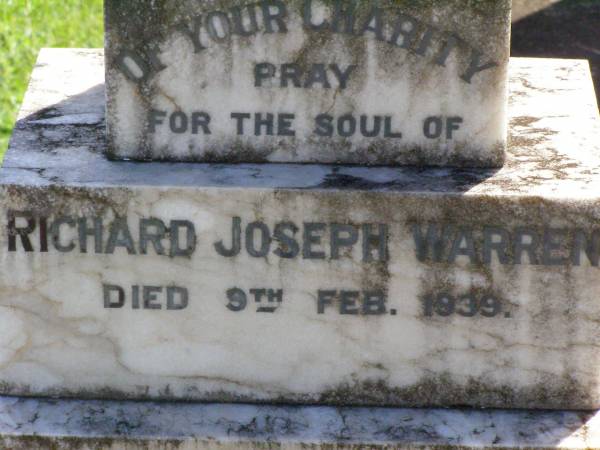 OF YOUR CHARITY
PRAY
FOR THE SOUL OF
RICHARD JOSEPH WARREN
DIED 9TH FEB. 1939.